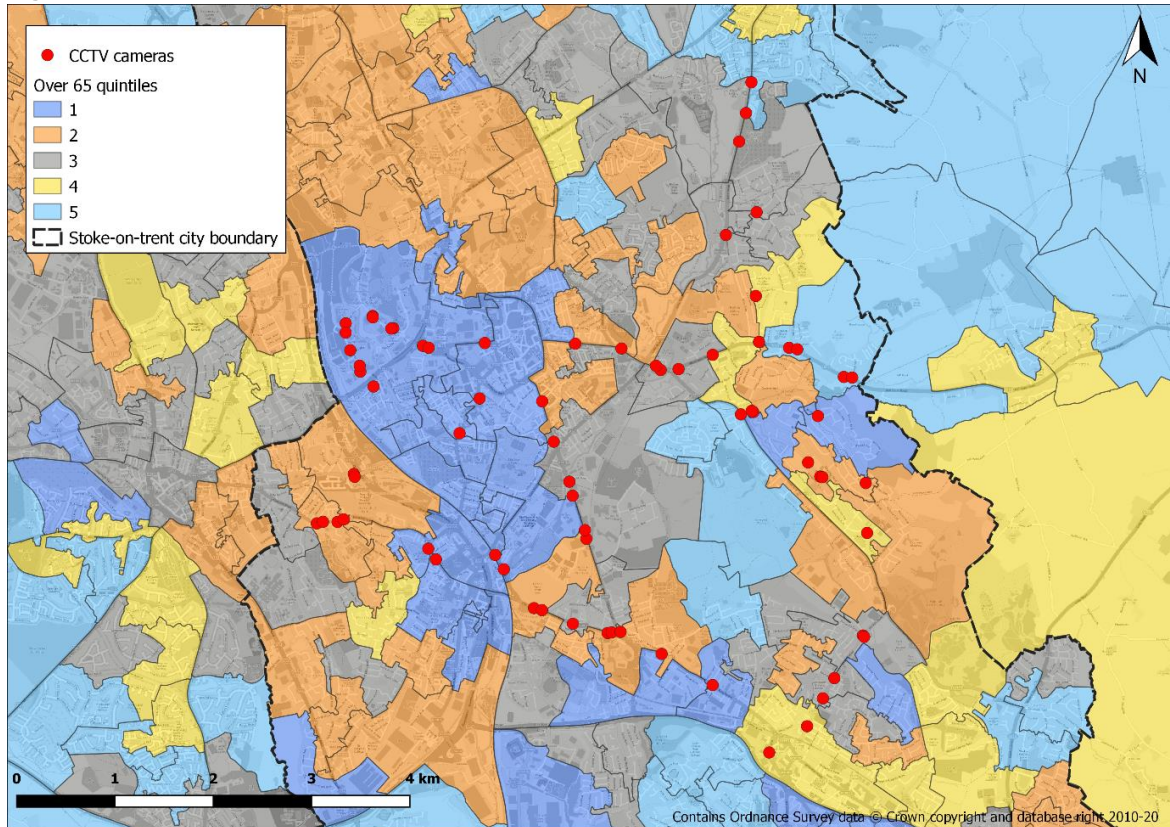 CCTV cameras
Over 65 quintiles
1
2
3
4
5
Stoke-on-trent city boundary
N
0 1 2 3 4 km
Contains Ordnance Survey data © Crown copyright and database right 2010-20